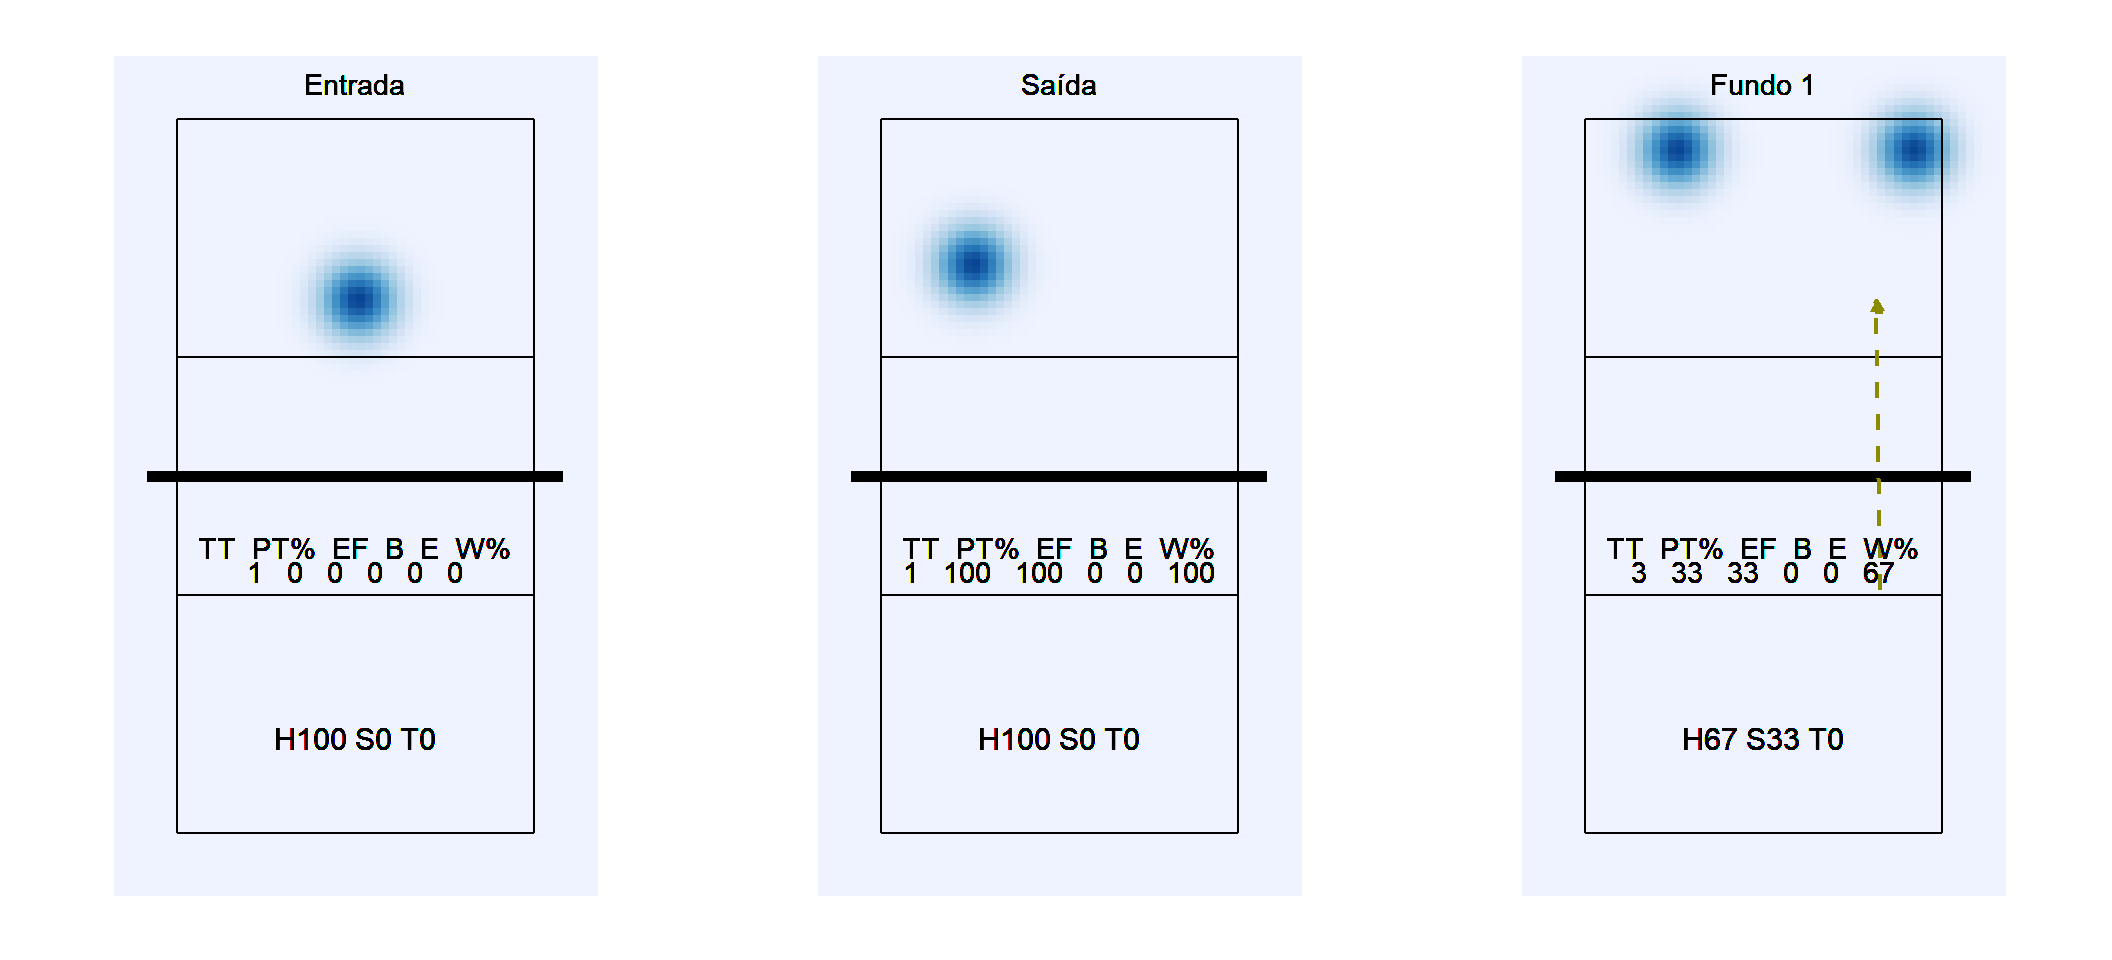 Entrada
TT PT% EF B E W%
1 0 0 0 0 0
H100 S0 T0
Saída
TT PT% EF B E W%
1 100 100 0 0 100
H100 S0 T0
Fundo 1
TT PT% EF B E W%
3 33 33 0 0 67
H67 S33 T0